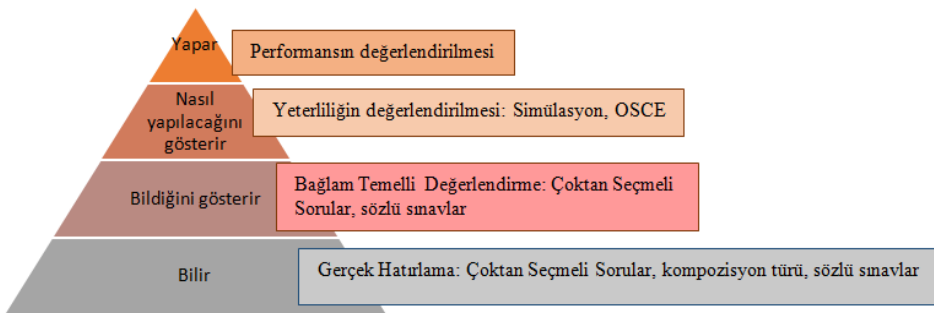 Yapar
Performansın değerlendirilmesi
Nasıl
yapılacağını
gösterir
Yeterliliğin değerlendirilmesi: Simülasyon, OSCE
Bildiğini gösterir
Bağlam Temelli Değerlendirme: Çoktan Seçmeli
Sorular, sözlü sınavlar
Bilir
Gerçek Hatırlama: Çoktan Seçmeli Sorular, kompozisyon türü, sözlü sınavlar